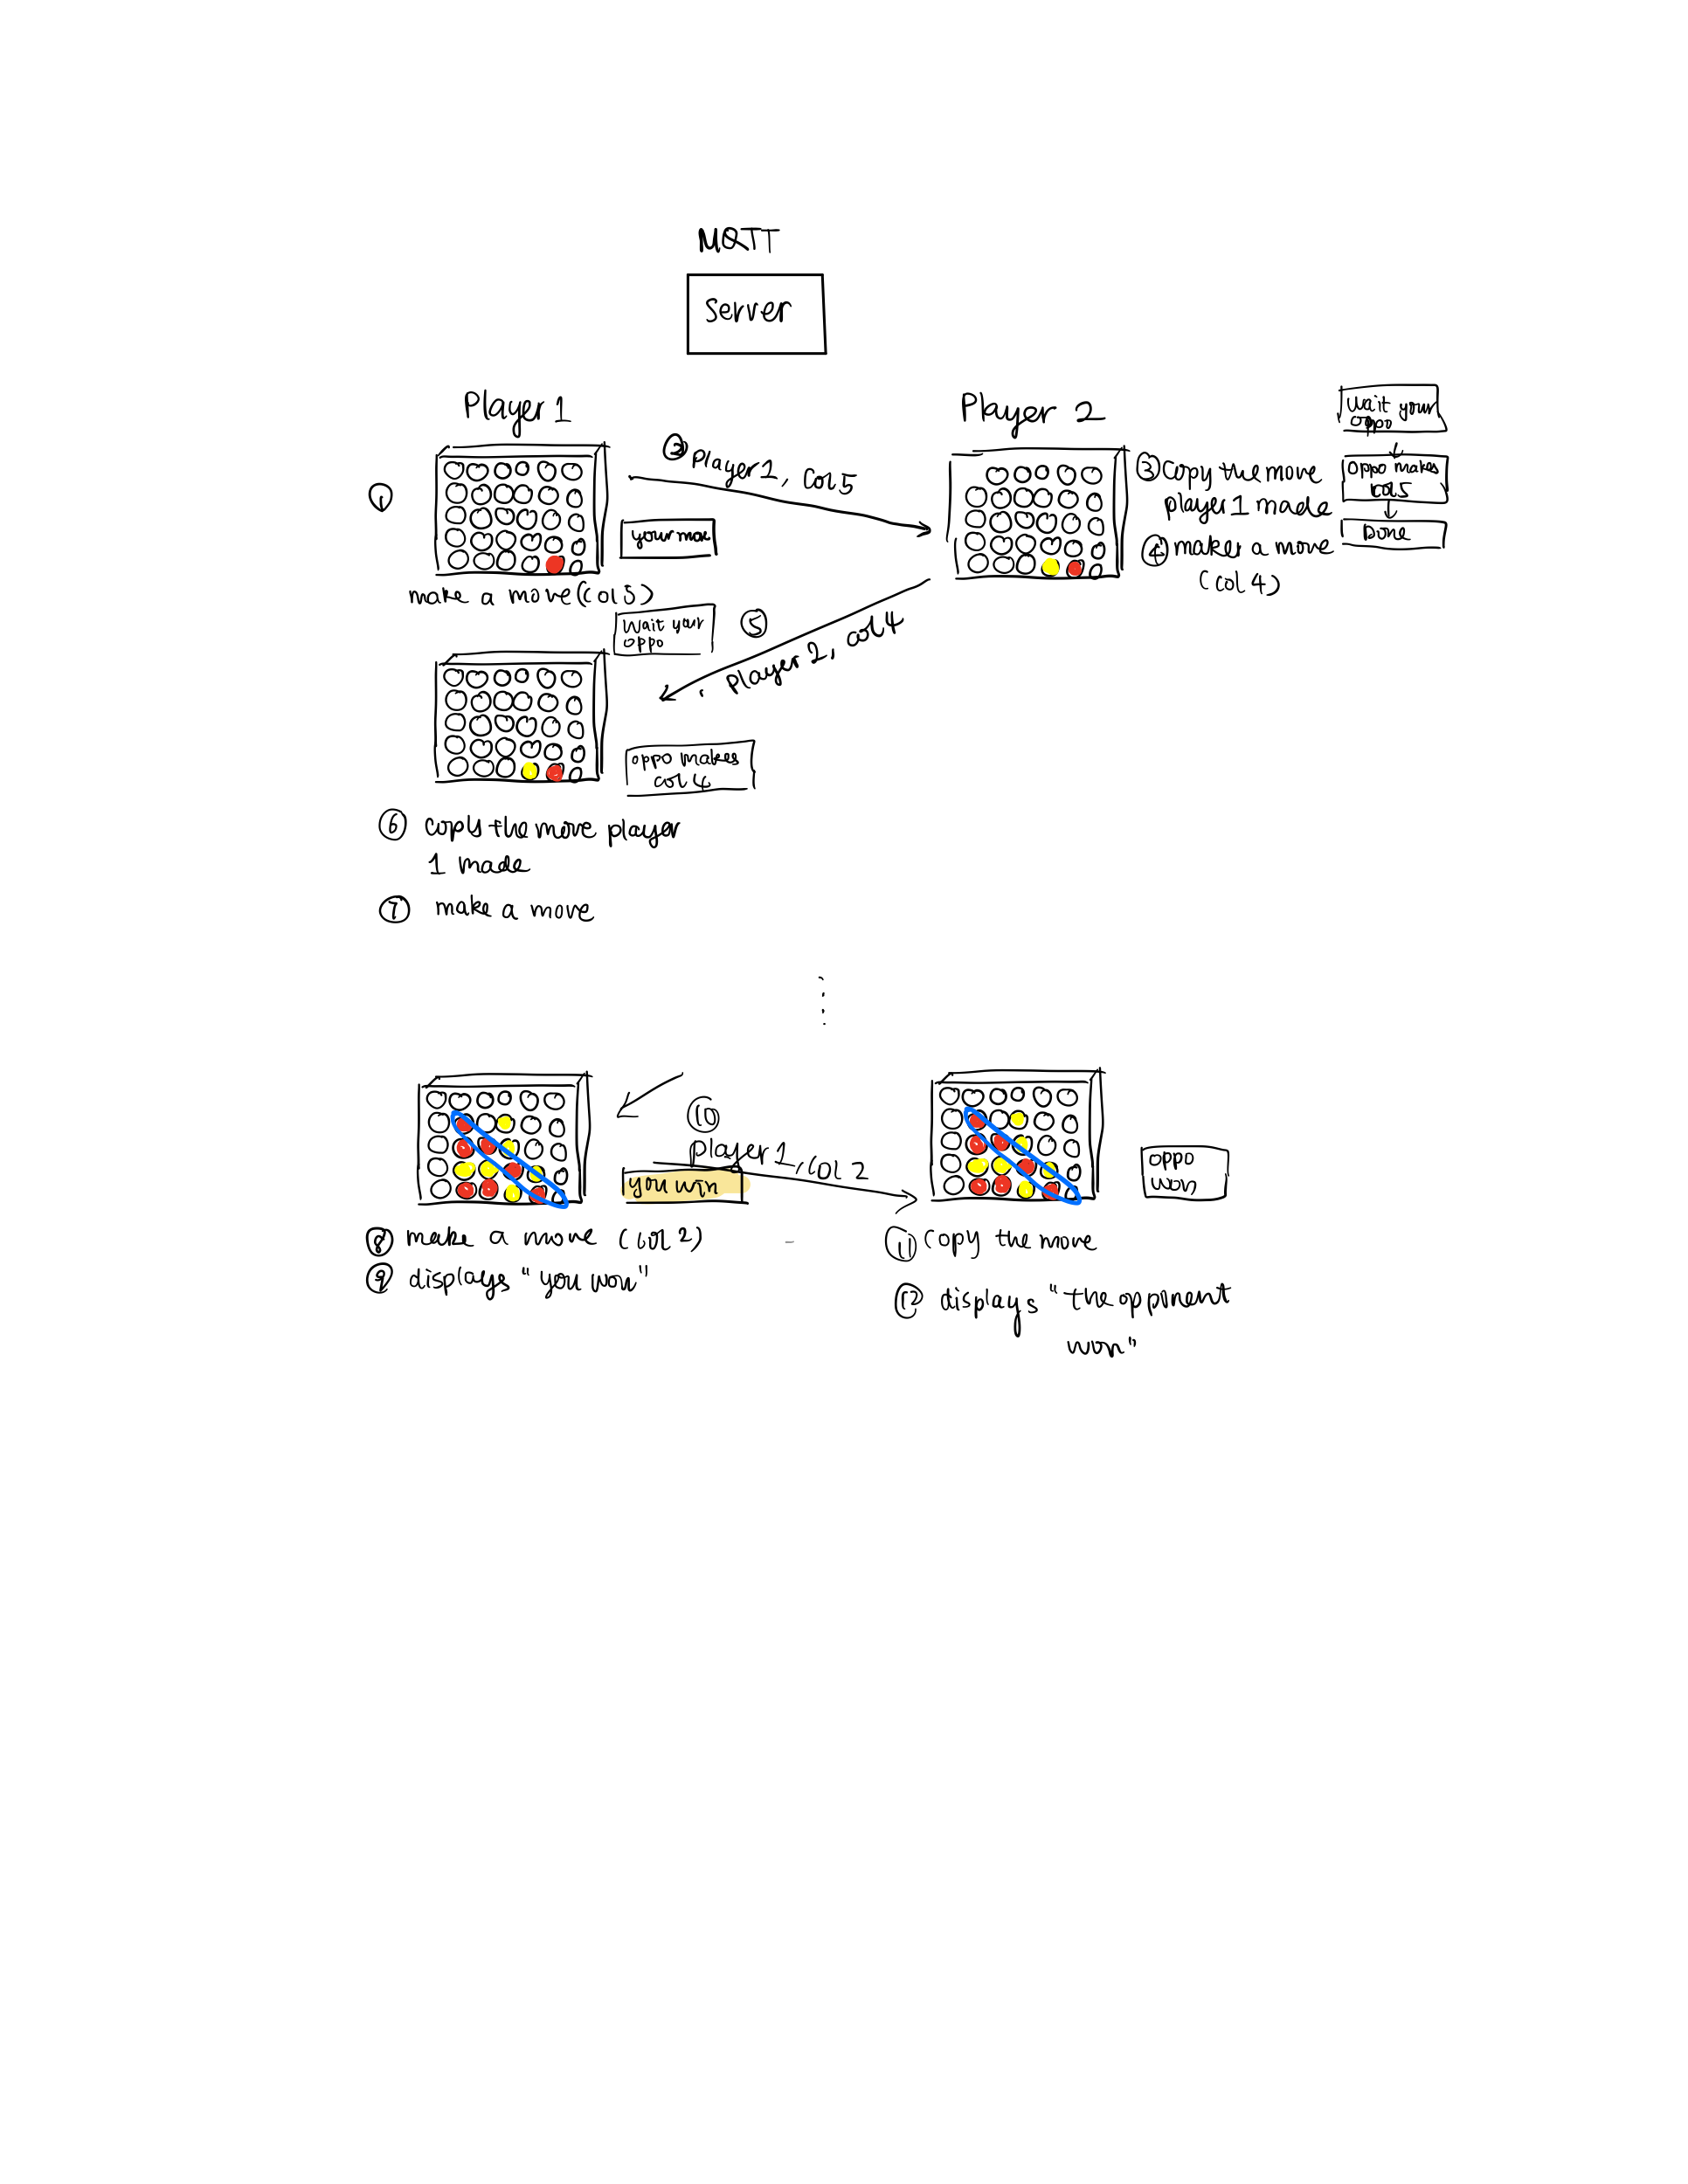 MQTT
Server
Player 1
①
② Player 1, Col 5
your move
make a move (col 5)
Player 2
③ Copy the move
player 1 made
④ makes a move
(col 4)
Wait your
oppo
oppo makes
col 5
Done
Wait your
oppo
⑤
Player 2, col 4
oppo makes
col 4
⑥ copy the move player
1 made
⑦ make a move
⑩
player 1, col 2
you win
⑧ make a move (col 2)
⑨ displays "you won"
oppo
won
⑪ copy the move
⑫ displays "the opponent
won"